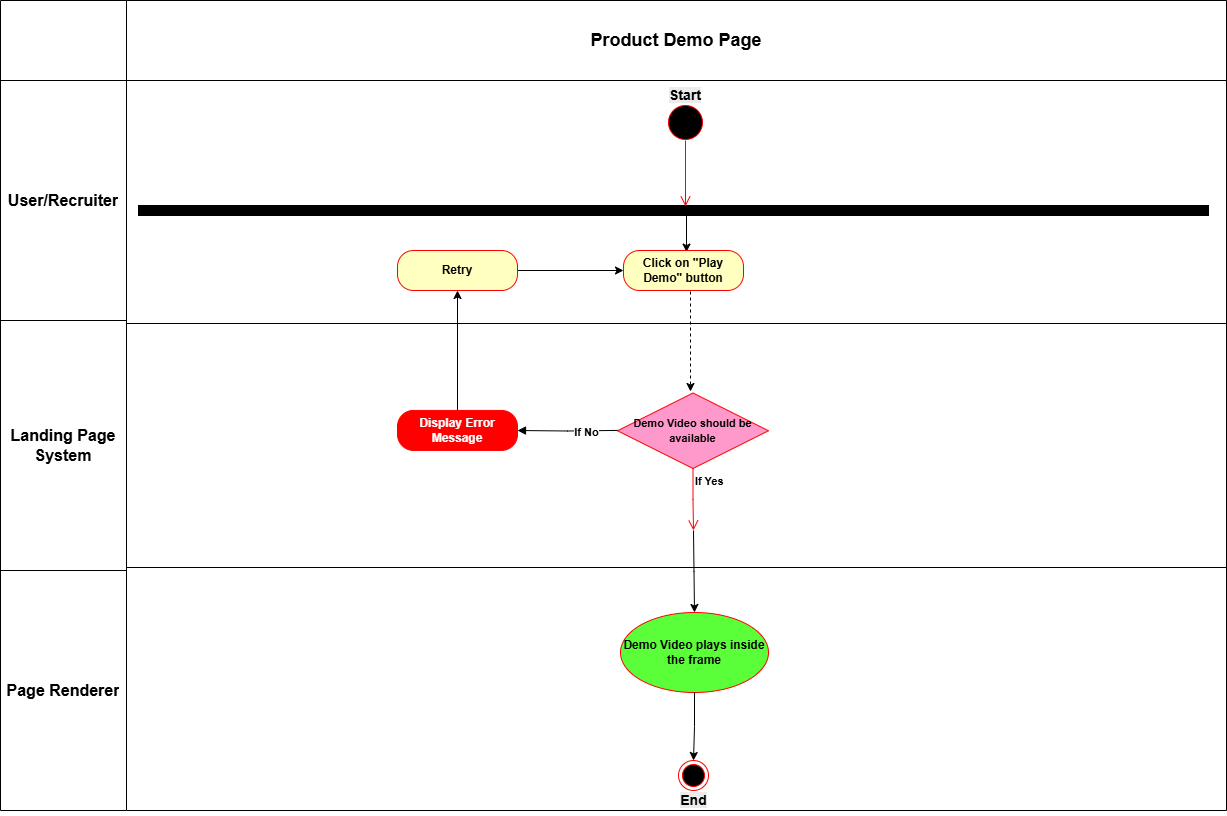 Product Demo Page
Start
User/Recruiter
Retry
Click on "Play
Demo" button
Landing Page
System
Display Error
Message
If No
Demo Video should be
available
If Yes
Page Renderer
Demo Video plays inside
the frame
End